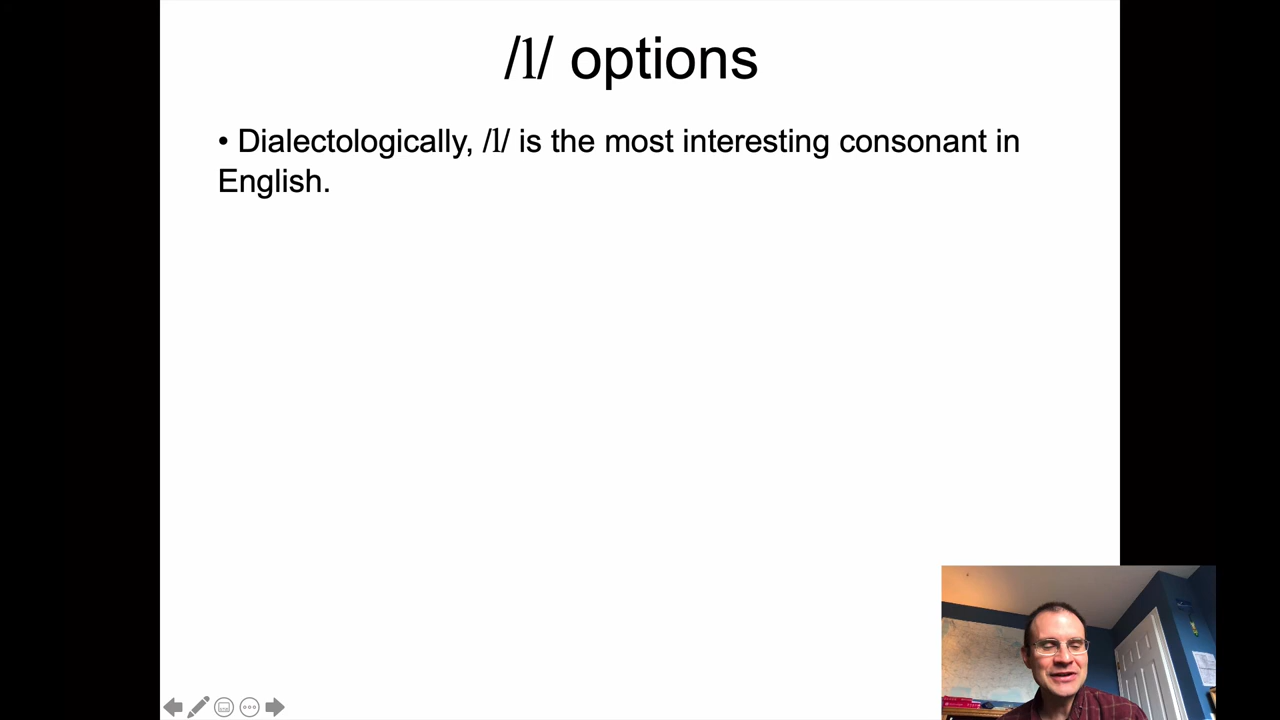 /l/ options
• Dialectologically, /l/ is the most interesting consonant in
English.